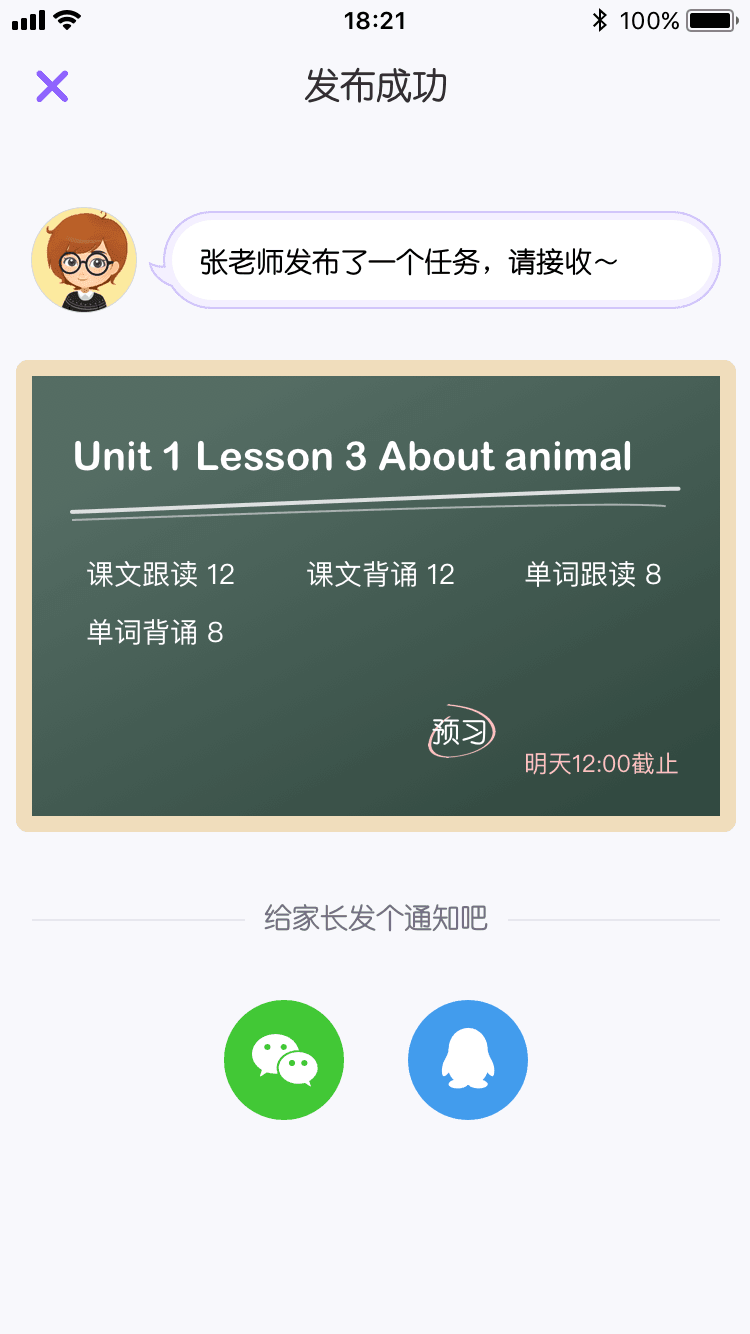 18:21
100%
发布成功
张老师发布了一个任务，请接收～
Unit 1 Lesson 3 About animal
课文跟读 12 课文背诵 12 单词跟读 8
单词背诵 8
预习
明天12:00截止
给家长发个通知吧